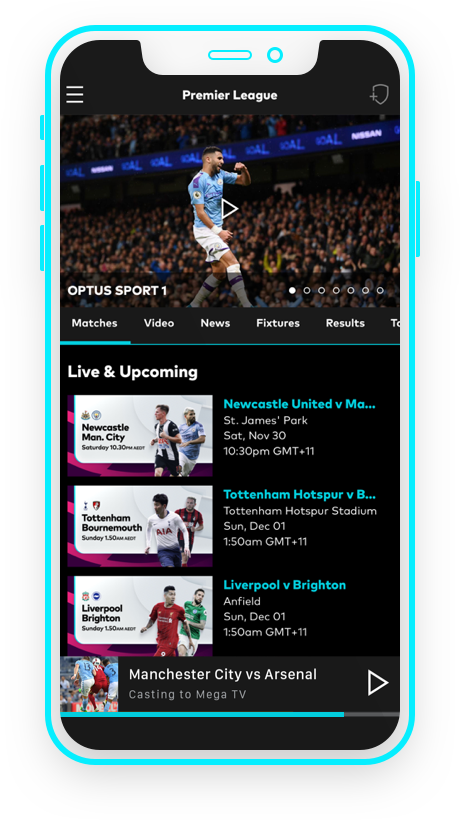 Premier League
GOAL
NISSAN
OPTUS SPORT 1
Matches Video News Fixtures Results
Live & Upcoming
Newcastle
Man. City
Saturday 10.30PM AEDT
Newcastle United v Ma...
St. James' Park
Sat, Nov 30
10:30pm GMT+11
Tottenham
Bournemouth
Sunday 1.50AM AEDT
Tottenham Hotspur v B...
Tottenham Hotspur Stadium
Sun, Dec 01
1:50am GMT+11
Liverpool
Brighton
Sunday 1.50AM AEDT
Liverpool v Brighton
Anfield
Sun, Dec 01
1:50am GMT+11
Manchester City vs Arsenal
Casting to Mega TV